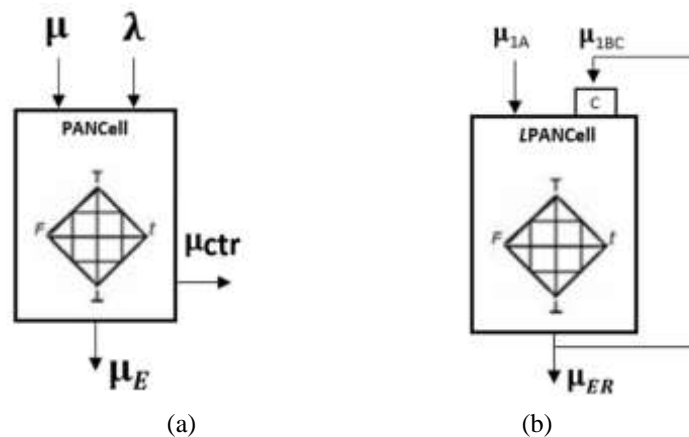 μ λ
PANCell
T
F t
⊥
μctr
μE
(a)
μ1A μ1BC
C
LPANCell
T
F t
⊥
μER
(b)